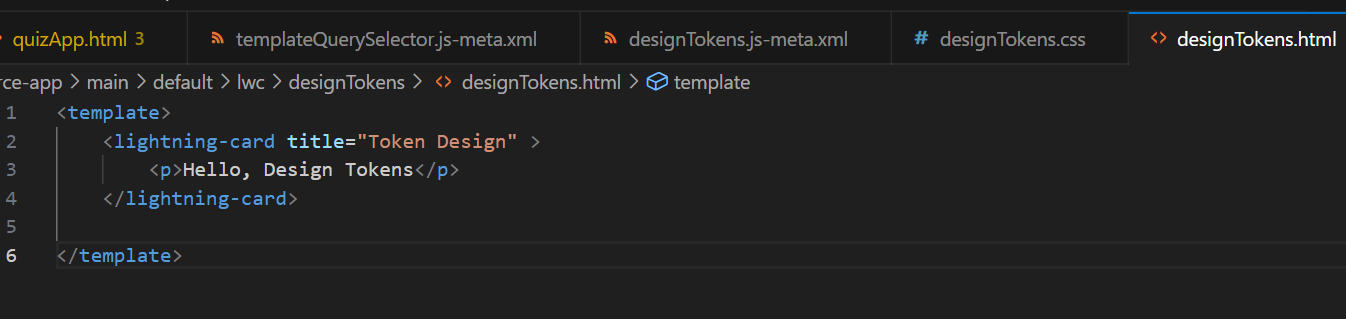 quizApp.html 3 templateQuerySelector.js-meta.xml designTokens.js-meta.xml # designTokens.css <> designTokens.html
rce-app > main > default > lwc > designTokens > <> designTokens.html > template
1 <template>
2 <lightning-card title="Token Design" >
3 <p>Hello, Design Tokens</p>
4 </lightning-card>
5
6 </template>